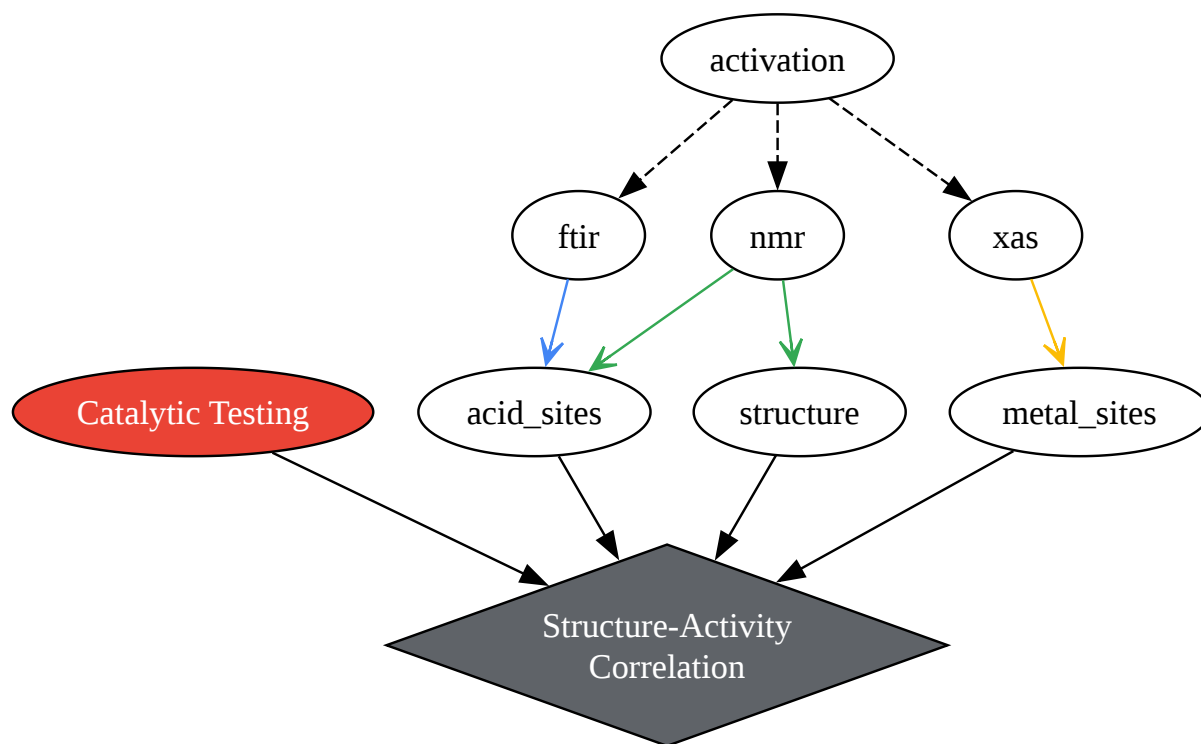 activation
ftir
nmr
xas
Catalytic Testing
acid_sites
structure
metal_sites
Structure-Activity
Correlation